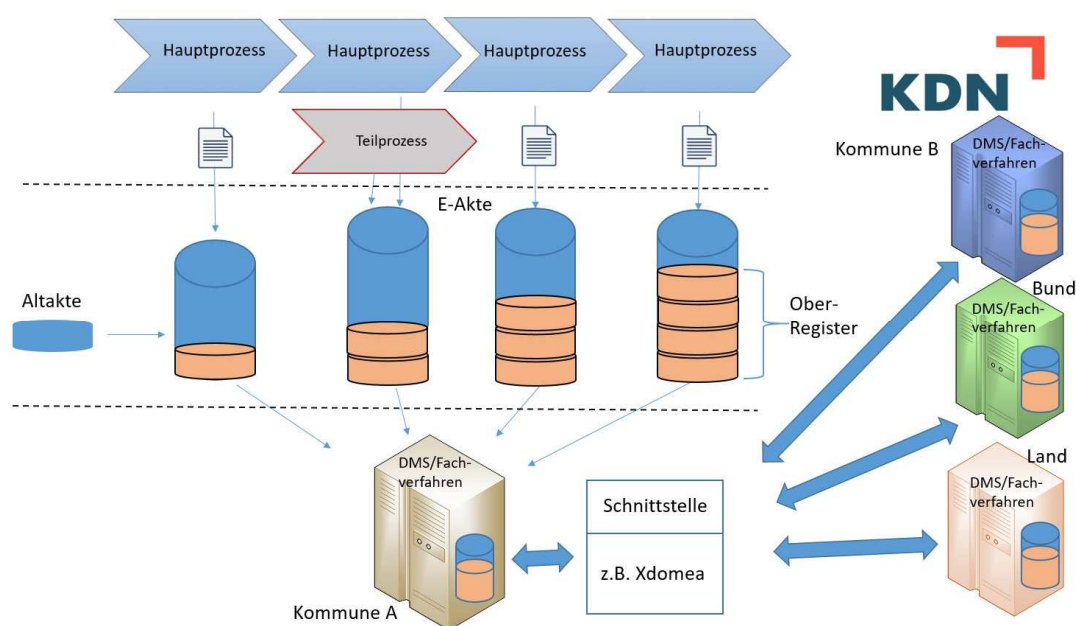 Hauptprozess
Hauptprozess
Hauptprozess
Hauptprozess
KDN
Teilprozess
Kommune B
DMS/Fach-
verfahren
E-Akte
Altakte
Ober-
Register
Bund
DMS/Fach-
verfahren
Land
DMS/Fach-
verfahren
DMS/Fach-
verfahren
Kommune A
Schnittstelle
z.B. Xdomea